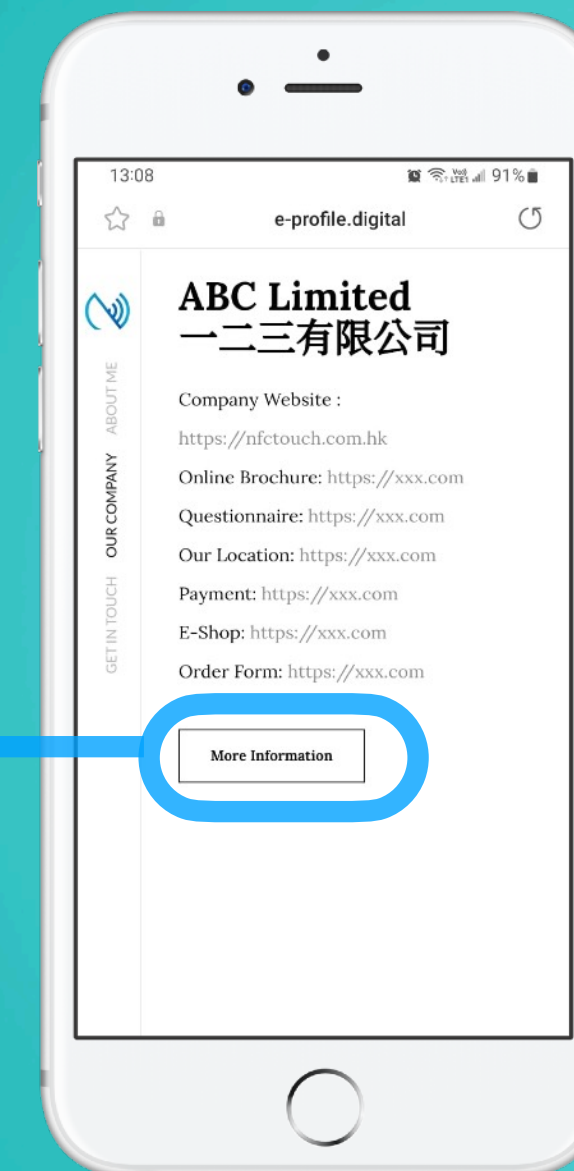 13:08
Vo)) LTE1 91%
e-profile.digital
ABC Limited
一二三有限公司
ABOUT ME
OUR COMPANY
GET IN TOUCH
Company Website :
https://nfctouch.com.hk
Online Brochure: https://xxx.com
Questionnaire: https://xxx.com
Our Location: https://xxx.com
Payment: https://xxx.com
E-Shop: https://xxx.com
Order Form: https://xxx.com
More Information